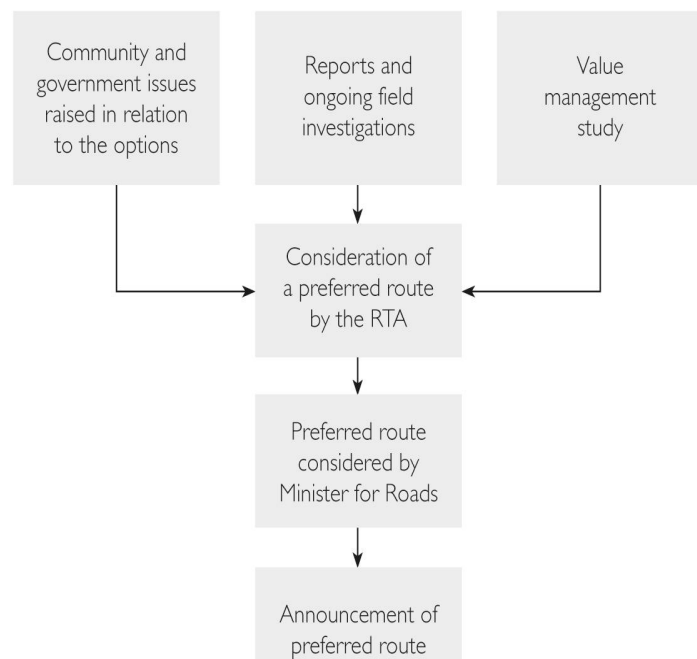 Community and
government issues
raised in relation
to the options
Reports and
ongoing field
investigations
Value
management
study
Consideration of
a preferred route
by the RTA
Preferred route
considered by
Minister for Roads
Announcement of
preferred route